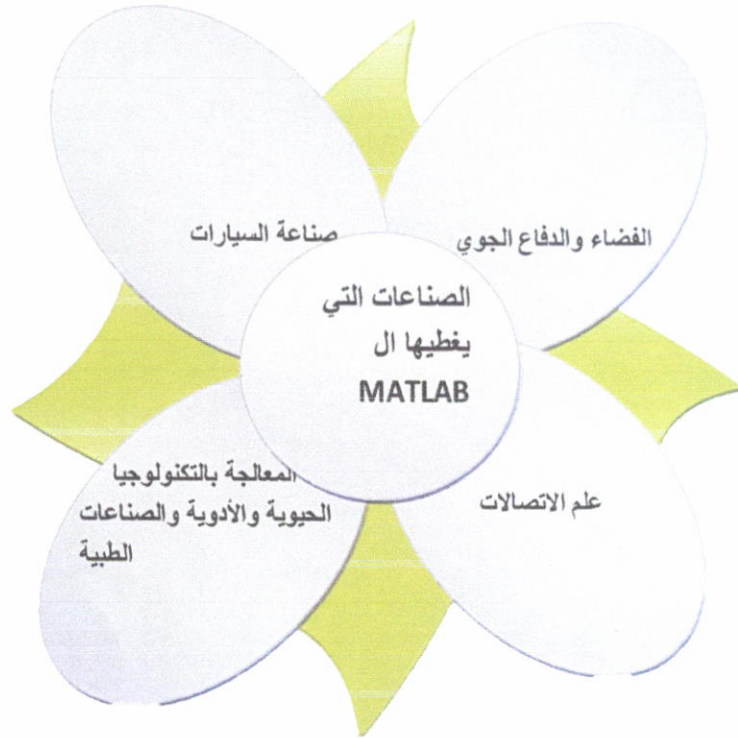 صناعة السيارات
الفضاء والدفاع الجوي
الصناعات التي
يغطيها ال
MATLAB
المعالجة بالتكنولوجيا
الحيوية والأدوية والصناعات
الطبية
علم الاتصالات